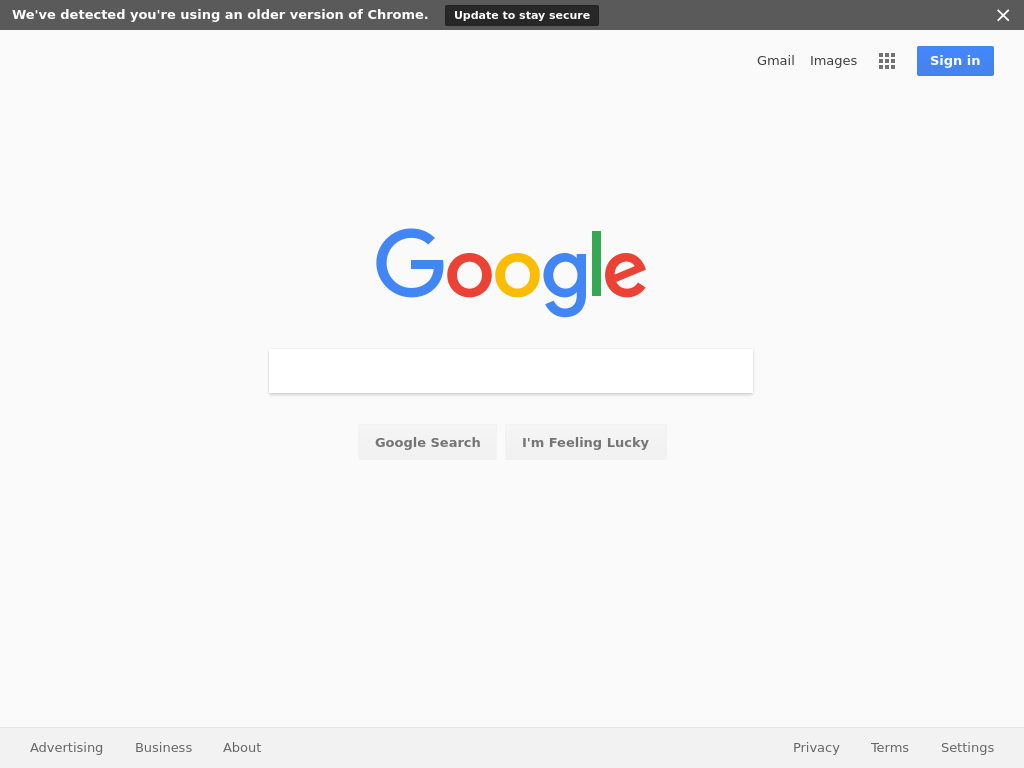 We've detected you're using an older version of Chrome. Update to stay secure
Gmail Images Sign in
Google
Google Search I'm Feeling Lucky
Advertising Business About Privacy Terms Settings